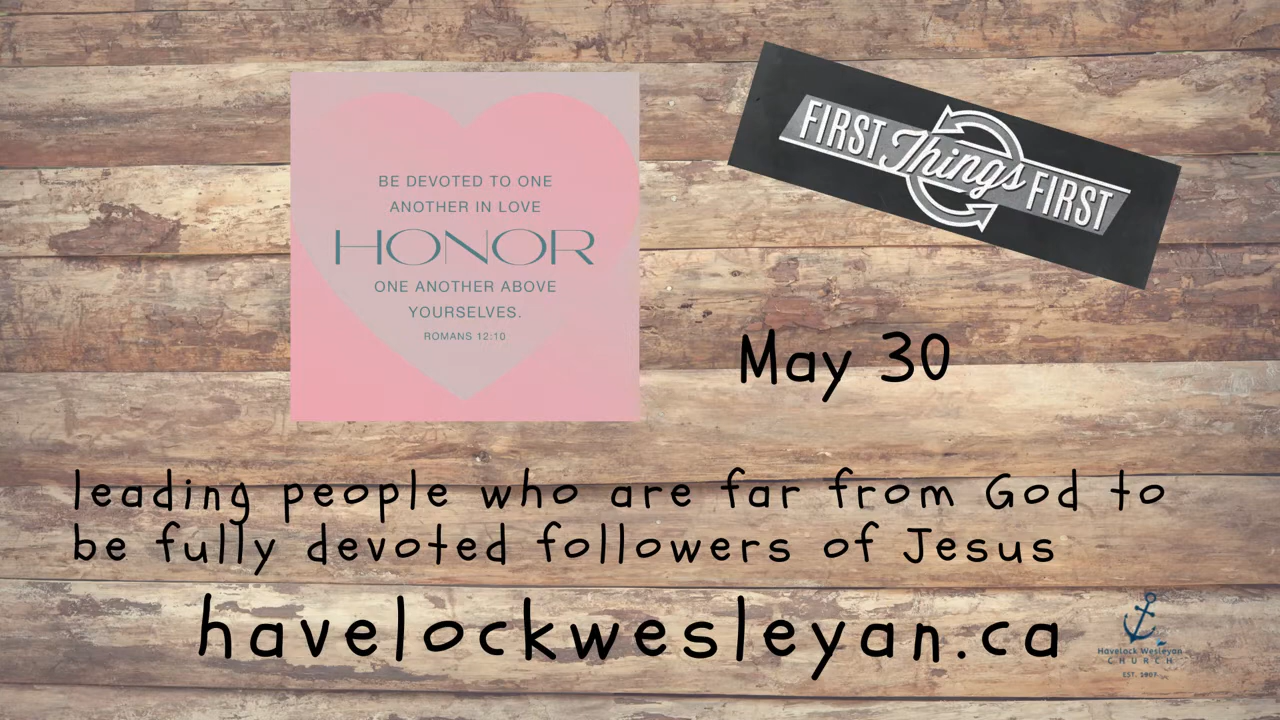 BE DEVOTED TO ONE
ANOTHER IN LOVE
HONOR
ONE ANOTHER ABOVE
YOURSELVES.
ROMANS 12:10
FIRST Things FIRST
May 30
leading people who are far from God to
be fully devoted followers of Jesus
havelockwesleyan.ca
Havelock Wesleyan
CHURCH
EST. 1907